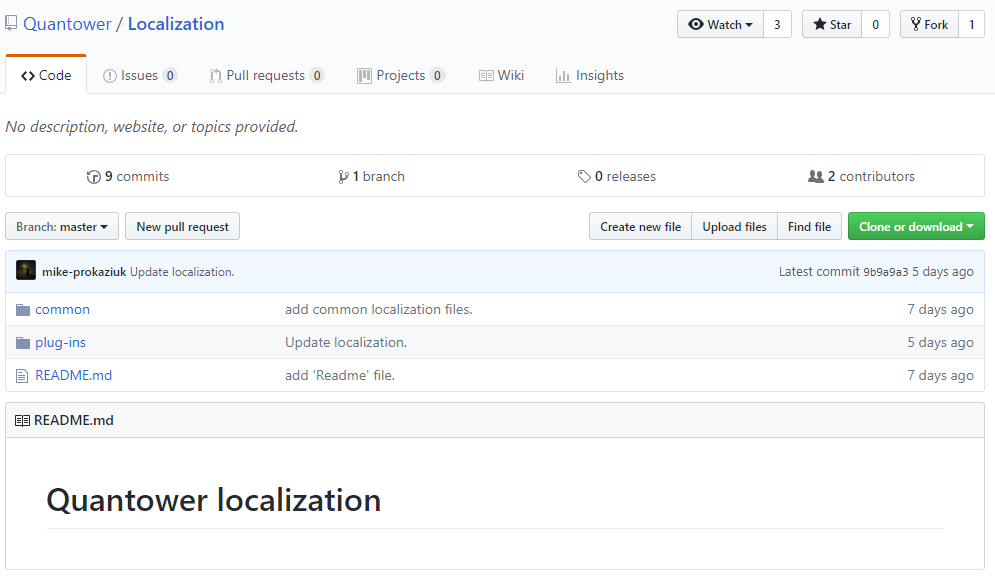 Quantower / Localization
Watch 3 Star 0 Fork 1
Code Issues 0 Pull requests 0 Projects 0 Wiki Insights
No description, website, or topics provided.
9 commits 1 branch 0 releases 2 contributors
Branch: master New pull request Create new file Upload files Find file Clone or download
mike-prokaziuk Update localization. Latest commit 9b9a9a3 5 days ago
common add common localization files. 7 days ago
plug-ins Update localization. 5 days ago
README.md add 'Readme' file. 7 days ago
README.md
Quantower localization